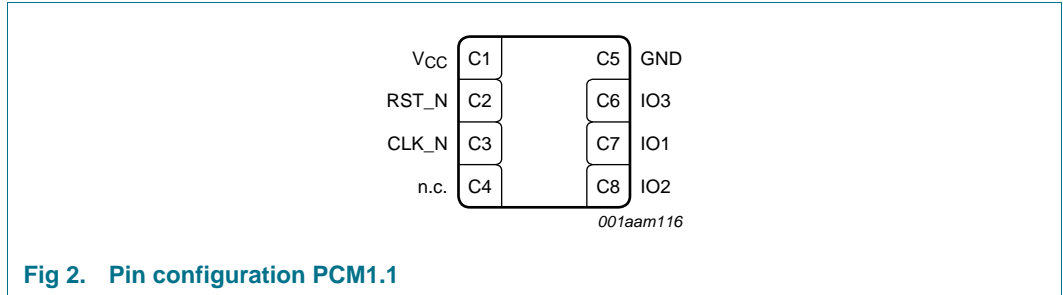 VCC C1 C5 GND
RST_N C2 C6 IO3
CLK_N C3 C7 IO1
n.c. C4 C8 IO2
001aam116
Fig 2. Pin configuration PCM1.1